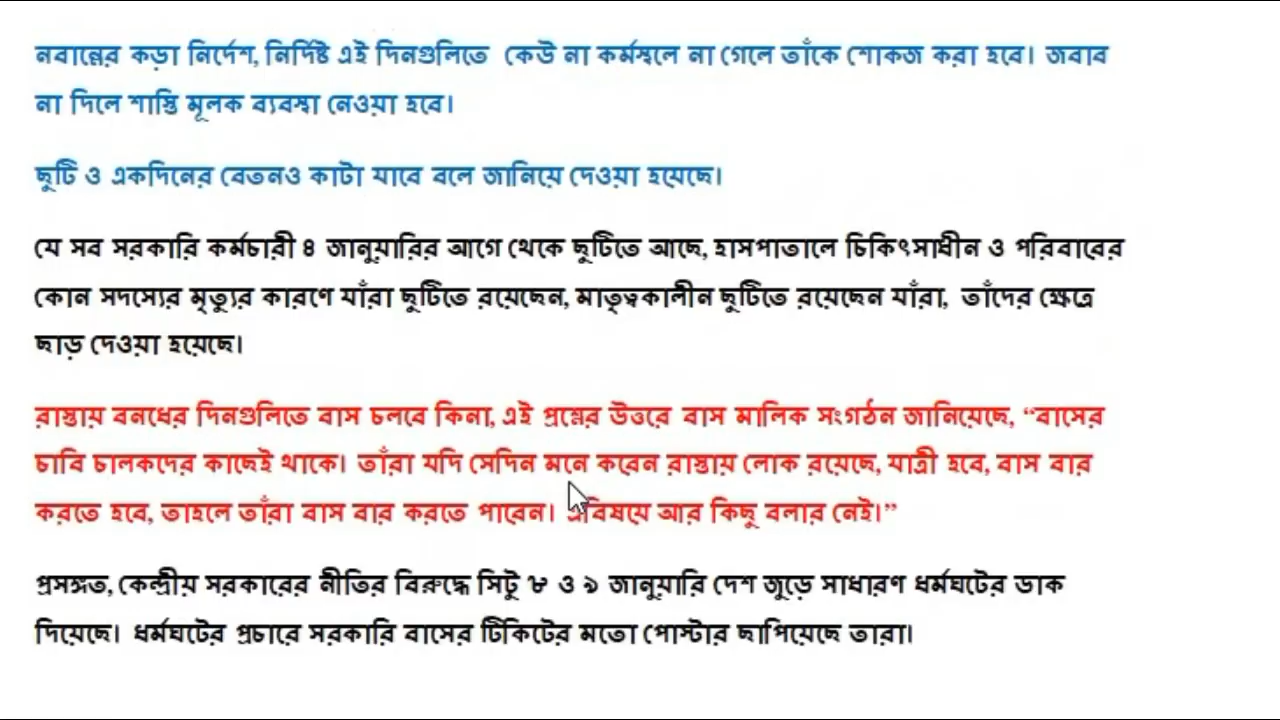 নবান্নের কড়া নির্দেশ, নির্দিষ্ট এই দিনগুলিতে কেউ না কর্মস্থলে না গেলে তাঁকে শোকজ করা হবে। জবাব
না দিলে শাস্তি মূলক ব্যবস্থা নেওয়া হবে।
ছুটি ও একদিনের বেতনও কাটা যাবে বলে জানিয়ে দেওয়া হয়েছে।
যে সব সরকারি কর্মচারী ৪ জানুয়ারির আগে থেকে ছুটিতে আছে, হাসপাতালে চিকিৎসাধীন ও পরিবারের
কোন সদস্যের মৃত্যুর কারণে যাঁরা ছুটিতে রয়েছেন, মাতৃত্বকালীন ছুটিতে রয়েছেন যাঁরা, তাঁদের ক্ষেত্রে
ছাড় দেওয়া হয়েছে।
রাস্তায় বনধের দিনগুলিতে বাস চলবে কিনা, এই প্রশ্নের উত্তরে বাস মালিক সংগঠন জানিয়েছে, “বাসের
চাবি চালকদের কাছেই থাকে। তাঁরা যদি সেদিন মনে করেন রাস্তায় লোক রয়েছে, যাত্রী হবে, বাস বার
করতে হবে, তাহলে তাঁরা বাস বার করতে পারেন। এবিষয়ে আর কিছু বলার নেই।”
প্রসঙ্গত, কেন্দ্রীয় সরকারের নীতির বিরুদ্ধে সিটু ৮ ও ৯ জানুয়ারি দেশ জুড়ে সাধারণ ধর্মঘটের ডাক
দিয়েছে। ধর্মঘটের প্রচারে সরকারি বাসের টিকিটের মতো পোস্টার ছাপিয়েছে তারা।